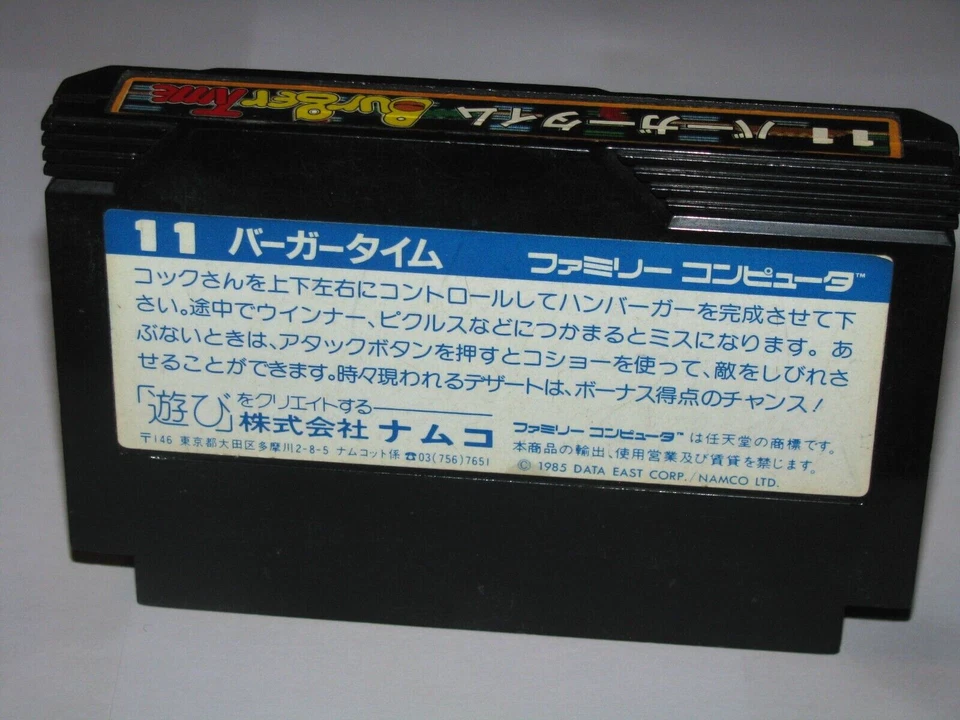 11 バーガータイム BurgerTime
11 バーガータイム ファミリー コンピュータ™
コックさんを上下左右にコントロールしてハンバーガーを完成させて下
さい。途中でウインナー、ピクルスなどにつかまるとミスになります。あ
ぶないときは、アタックボタンを押すとコショーを使って、敵をしびれさ
せることができます。時々現われるデザートは、ボーナス得点のチャンス!
「遊び」をクリエイトする
株式会社 ナムコ
〒146 東京都大田区多摩川2-8-5 ナムコット係 ☎03(756)7651
ファミリー コンピュータ™ は任天堂の商標です。
本商品の輸出、使用営業及び賃貸を禁じます。
© 1985 DATA EAST CORP./NAMCO LTD.